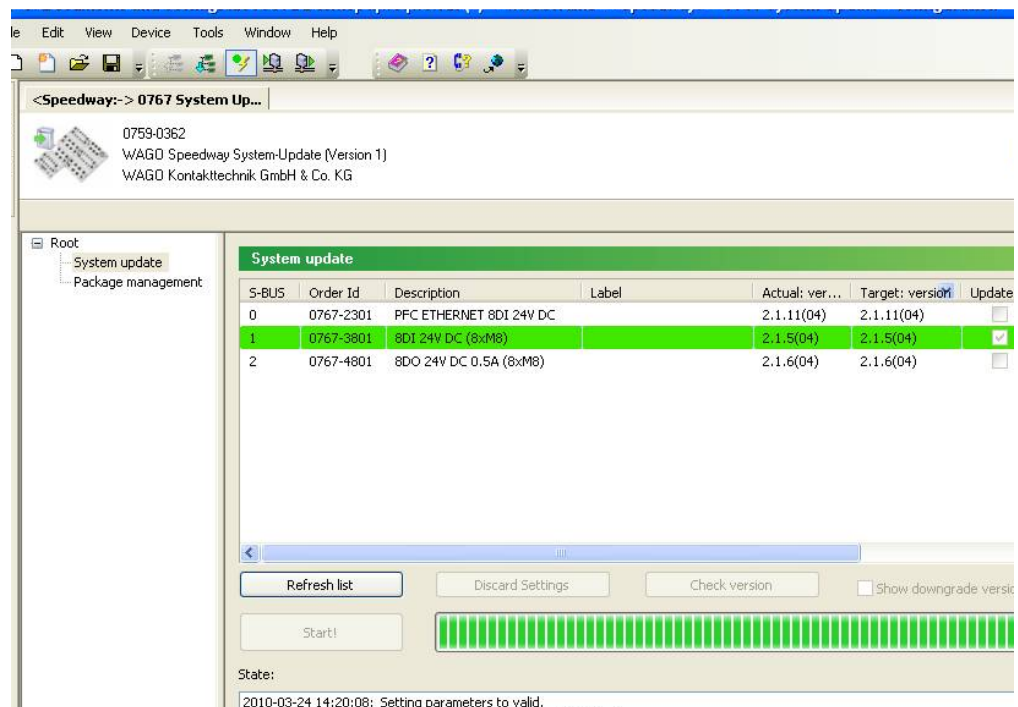 Edit View Device Tools Window Help
<Speedway:-> 0767 System Up...
0759-0362
WAGO Speedway System-Update (Version 1)
WAGO Kontakttechnik GmbH & Co. KG
Root
System update
Package management
System update
S-BUS Order Id Description Label Actual: ver... Target: version Update
0 0767-2301 PFC ETHERNET 8DI 24V DC 2.1.11(04) 2.1.11(04)
1 0767-3801 8DI 24V DC (8xM8) 2.1.5(04) 2.1.5(04)
2 0767-4801 8DO 24V DC 0.5A (8xM8) 2.1.6(04) 2.1.6(04)
Refresh list Discard Settings Check version Show downgrade versio
Start!
State:
2010-03-24 14:20:08: Setting parameters to valid.